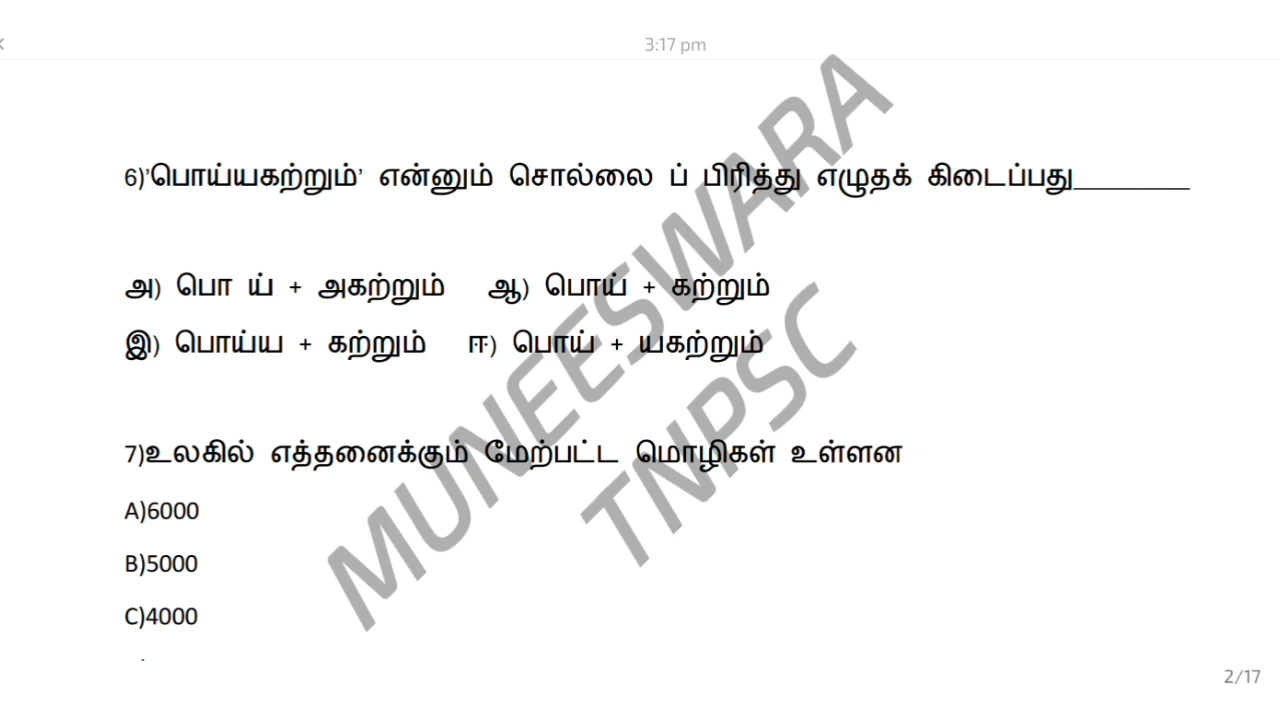 3:17 pm
6)'பொய்யகற்றும்' என்னும் சொல்லை ப் பிரித்து எழுதக் கிடைப்பது________
அ) பொ ய் + அகற்றும் ஆ) பொய் + கற்றும்
இ) பொய்ய + கற்றும் ஈ) பொய் + யகற்றும்
7)உலகில் எத்தனைக்கும் மேற்பட்ட மொழிகள் உள்ளன
A)6000
B)5000
C)4000
MUNEESWARA
TNPSC
2/17